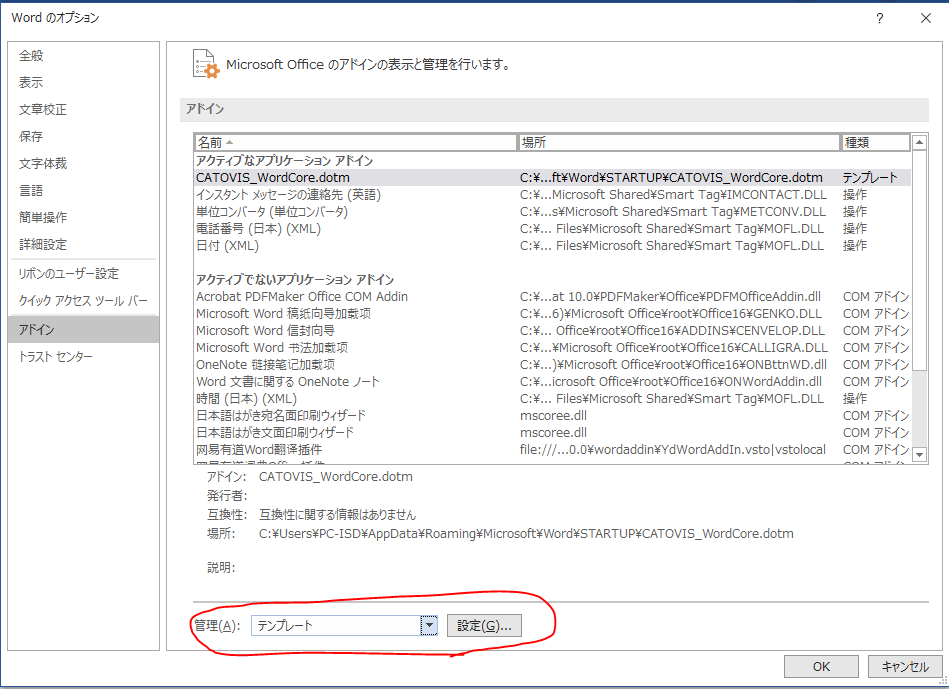 Word のオプション
? ×
全般
表示
文章校正
保存
文字体裁
言語
簡単操作
詳細設定
リボンのユーザー設定
クイック アクセス ツール バー
アドイン
トラスト センター
Microsoft Office のアドインの表示と管理を行います。
アドイン
名前 場所 種類
アクティブなアプリケーション アドイン
CATOVIS_WordCore.dotm C:¥...ft¥Word¥STARTUP¥CATOVIS_WordCore.dotm テンプレート
インスタント メッセージの連絡先 (英語) C:¥...Microsoft Shared¥Smart Tag¥IMCONTACT.DLL 操作
単位コンバータ (単位コンバータ) C:¥...s¥Microsoft Shared¥Smart Tag¥METCONV.DLL 操作
電話番号 (日本) (XML) C:¥... Files¥Microsoft Shared¥Smart Tag¥MOFL.DLL 操作
日付 (XML) C:¥... Files¥Microsoft Shared¥Smart Tag¥MOFL.DLL 操作
アクティブでないアプリケーション アドイン
Acrobat PDFMaker Office COM Addin C:¥...at 10.0¥PDFMaker¥Office¥PDFMOfficeAddin.dll COM アドイン
Microsoft Word 稿纸向导加载项 C:¥...6)¥Microsoft Office¥root¥Office16¥GENKO.DLL COM アドイン
Microsoft Word 信封向导 C:¥... Office¥root¥Office16¥ADDINS¥CENVELOP.DLL COM アドイン
Microsoft Word 书法加载项 C:¥...¥Microsoft Office¥root¥Office16¥CALLIGRA.DLL COM アドイン
OneNote 链接笔记加载项 C:¥...)¥Microsoft Office¥root¥Office16¥ONBttnWD.dll COM アドイン
Word 文書に関する OneNote ノート C:¥...icrosoft Office¥root¥Office16¥ONWordAddin.dll COM アドイン
時間 (日本) (XML) C:¥... Files¥Microsoft Shared¥Smart Tag¥MOFL.DLL 操作
日本語はがき宛名面印刷ウィザード mscoree.dll COM アドイン
日本語はがき文面印刷ウィザード mscoree.dll COM アドイン
网易有道Word翻译插件 file:///...0.0¥wordaddin¥YdWordAddIn.vsto|vstolocal COM アドイン
アドイン: CATOVIS_WordCore.dotm
発行者:
互換性: 互換性に関する情報はありません
場所: C:¥Users¥PC-ISD¥AppData¥Roaming¥Microsoft¥Word¥STARTUP¥CATOVIS_WordCore.dotm
説明:
管理(A): テンプレート 設定(G)...
OK キャンセル